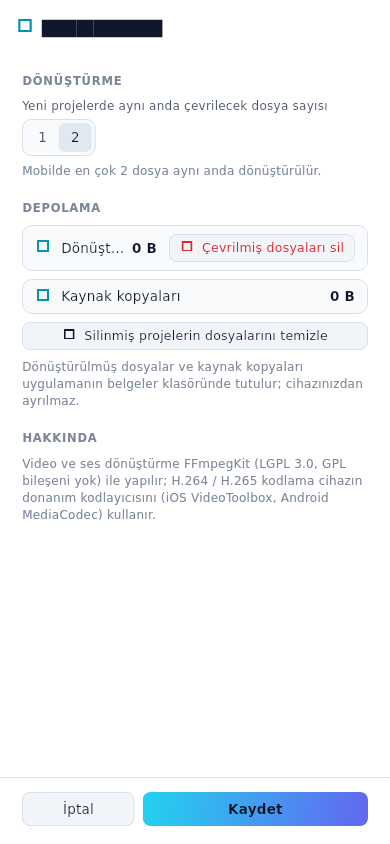 DÖNÜŞTÜRME
Yeni projelerde aynı anda çevrilecek dosya sayısı
1 2
Mobilde en çok 2 dosya aynı anda dönüştürülür.
DEPOLAMA
Dönüşt... 0 B Çevrilmiş dosyaları sil
Kaynak kopyaları 0 B
Silinmiş projelerin dosyalarını temizle
Dönüştürülmüş dosyalar ve kaynak kopyaları
uygulamanın belgeler klasöründe tutulur; cihazınızdan
ayrılmaz.
HAKKINDA
Video ve ses dönüştürme FFmpegKit (LGPL 3.0, GPL
bileşeni yok) ile yapılır; H.264 / H.265 kodlama cihazın
donanım kodlayıcısını (iOS VideoToolbox, Android
MediaCodec) kullanır.
İptal Kaydet